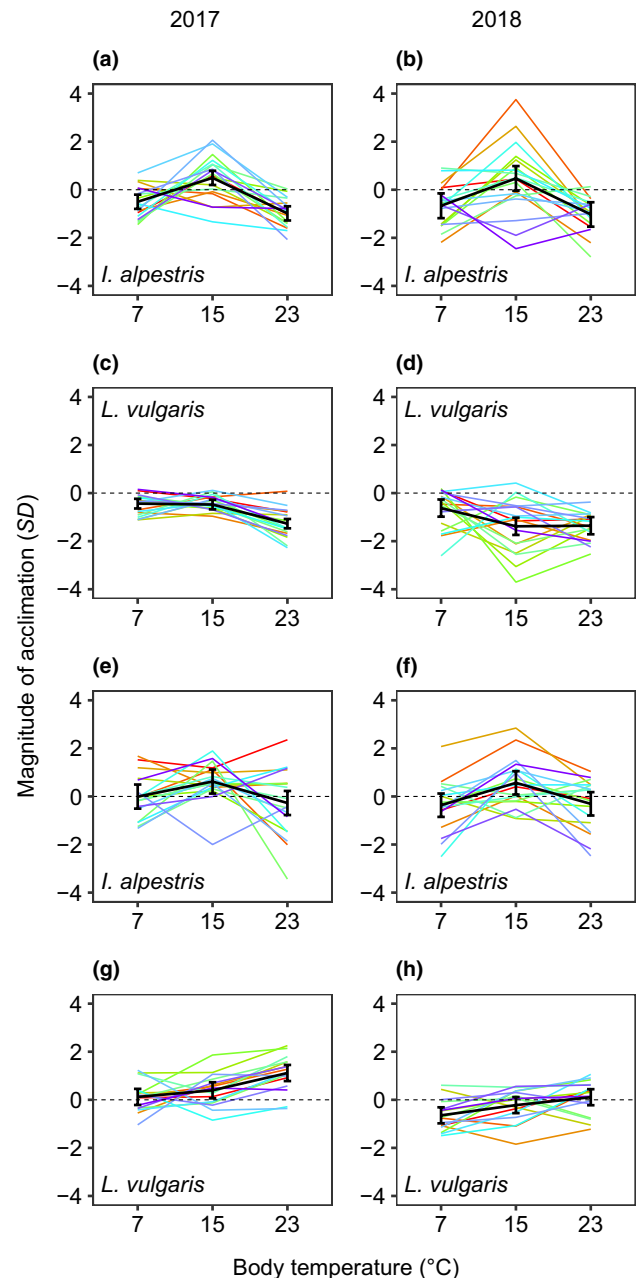 2017 2018
(a) (b)
4 4
2 2
0 0
−2 −2
−4 −4
I. alpestris I. alpestris
7 15 23 7 15 23
(c) (d)
4 4
L. vulgaris L. vulgaris
2 2
0 0
−2 −2
−4 −4
7 15 23 7 15 23
Magnitude of acclimation (SD)
(e) (f)
4 4
2 2
0 0
−2 −2
−4 −4
I. alpestris I. alpestris
7 15 23 7 15 23
(g) (h)
4 4
2 2
0 0
−2 −2
−4 −4
L. vulgaris L. vulgaris
7 15 23 7 15 23
Body temperature (°C)